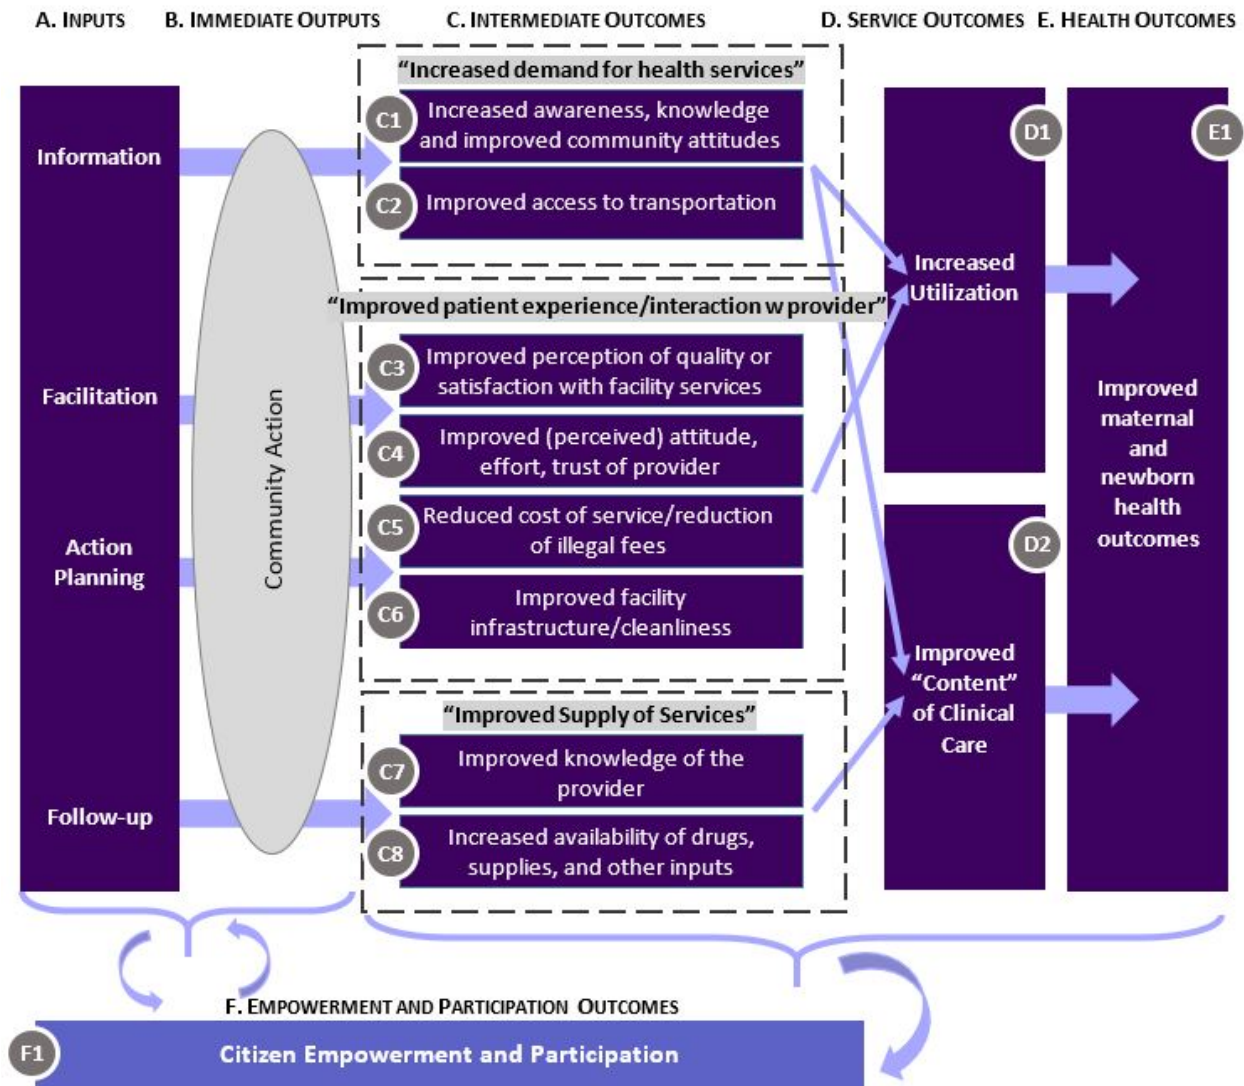 A. INPUTS
B. IMMEDIATE OUTPUTS
C. INTERMEDIATE OUTCOMES
D. SERVICE OUTCOMES
E. HEALTH OUTCOMES
Information
Facilitation
Action
Planning
Follow-up
Community Action
“Increased demand for health services”
C1
Increased awareness, knowledge
and improved community attitudes
C2
Improved access to transportation
“Improved patient experience/interaction w provider”
C3
Improved perception of quality or
satisfaction with facility services
C4
Improved (perceived) attitude,
effort, trust of provider
C5
Reduced cost of service/reduction
of illegal fees
C6
Improved facility
infrastructure/cleanliness
“Improved Supply of Services”
C7
Improved knowledge of the
provider
C8
Increased availability of drugs,
supplies, and other inputs
D1
Increased
Utilization
D2
Improved
“Content”
of Clinical
Care
E1
Improved
maternal
and
newborn
health
outcomes
F. EMPOWERMENT AND PARTICIPATION OUTCOMES
F1
Citizen Empowerment and Participation